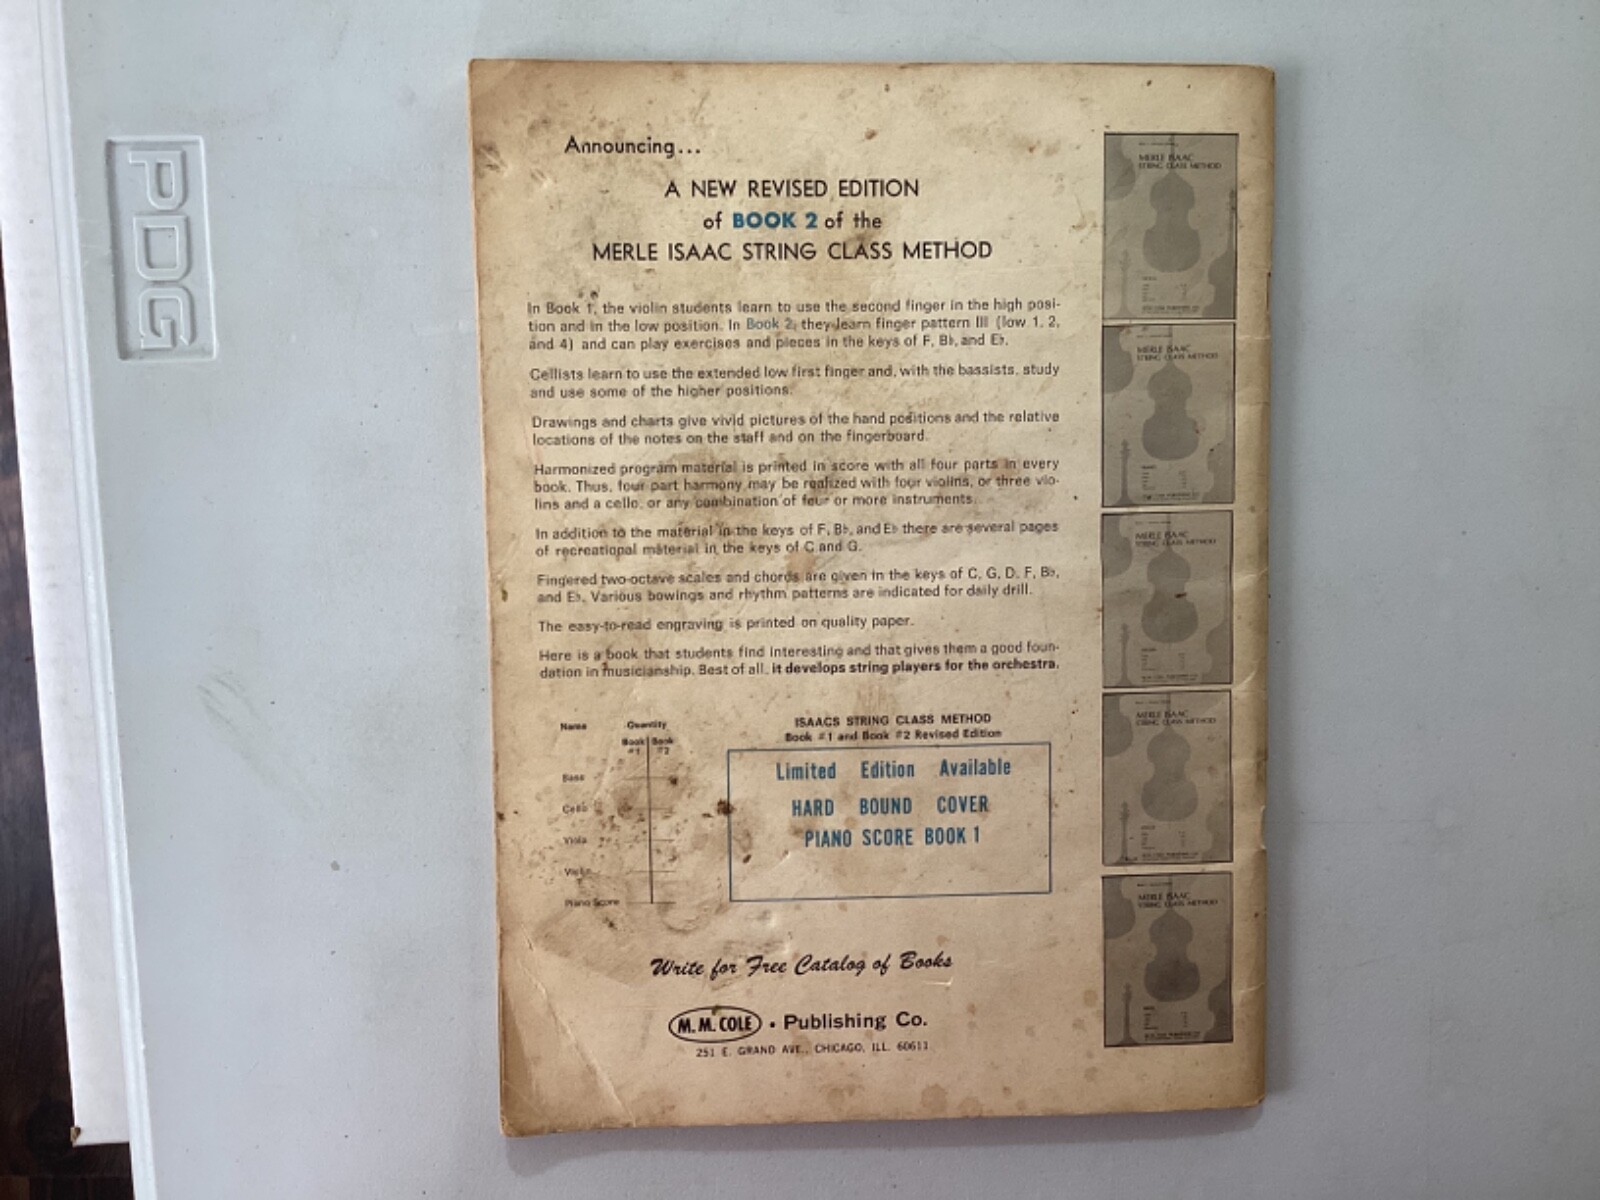 PDG
Announcing...
A NEW REVISED EDITION
of BOOK 2 of the
MERLE ISAAC STRING CLASS METHOD
In Book 1, the violin students learn to use the second finger in the high posi-
tion and in the low position. In Book 2, they learn finger pattern III (low 1, 2,
and 4) and can play exercises and pieces in the keys of F, B♭, and E♭.
Cellists learn to use the extended low first finger and, with the bassists, study
and use some of the higher positions.
Drawings and charts give vivid pictures of the hand positions and the relative
locations of the notes on the staff and on the fingerboard.
Harmonized program material is printed in score with all four parts in every
book. Thus, four part harmony may be realized with four violins, or three vio-
lins and a cello, or any combination of four or more instruments.
In addition to the material in the keys of F, B♭, and E♭ there are several pages
of recreational material in the keys of C and G.
Fingered two-octave scales and chords are given in the keys of C, G, D, F, B♭,
and E♭. Various bowings and rhythm patterns are indicated for daily drill.
The easy-to-read engraving is printed on quality paper.
Here is a book that students find interesting and that gives them a good foun-
dation in musicianship. Best of all, it develops string players for the orchestra.
Name Quantity
Book #1 Book #2
Bass
Cello
Viola
Violin
Piano Score
ISAACS STRING CLASS METHOD
Book #1 and Book #2 Revised Edition
Limited Edition Available
HARD BOUND COVER
PIANO SCORE BOOK 1
Write for Free Catalog of Books
M. M. COLE • Publishing Co.
251 E. GRAND AVE., CHICAGO, ILL. 60611
MERLE ISAAC
STRING CLASS METHOD
MERLE ISAAC
STRING CLASS METHOD
MERLE ISAAC
STRING CLASS METHOD
MERLE ISAAC
STRING CLASS METHOD
MERLE ISAAC
STRING CLASS METHOD